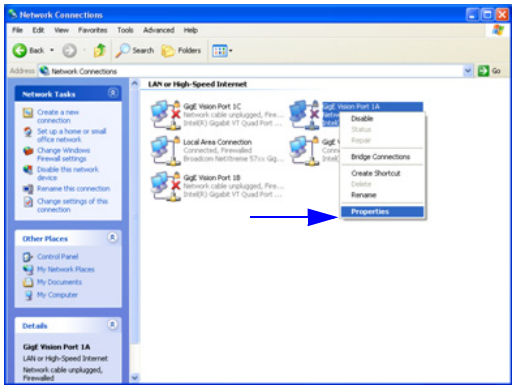 Network Connections
File Edit View Favorites Tools Advanced Help
Back Search Folders
Address Network Connections Go
Network Tasks
Create a new
connection
Set up a home or small
office network
Change Windows
Firewall settings
Disable this network
device
Rename this connection
Change settings of this
connection
Other Places
Control Panel
My Network Places
My Documents
My Computer
Details
GigE Vision Port 1A
LAN or High-Speed Internet
Network cable unplugged,
Firewalled
LAN or High-Speed Internet
GigE Vision Port 1C
Network cable unplugged, Fire...
Intel(R) Gigabit VT Quad Port ...
Local Area Connection
Connected, Firewalled
Broadcom NetXtreme 57xx Gig...
GigE Vision Port 1B
Network cable unplugged, Fire...
Intel(R) Gigabit VT Quad Port ...
GigE Vision Port 1A
Netw
Intel(
GigE V
Conn
Intel(
Disable
Status
Repair
Bridge Connections
Create Shortcut
Delete
Rename
Properties